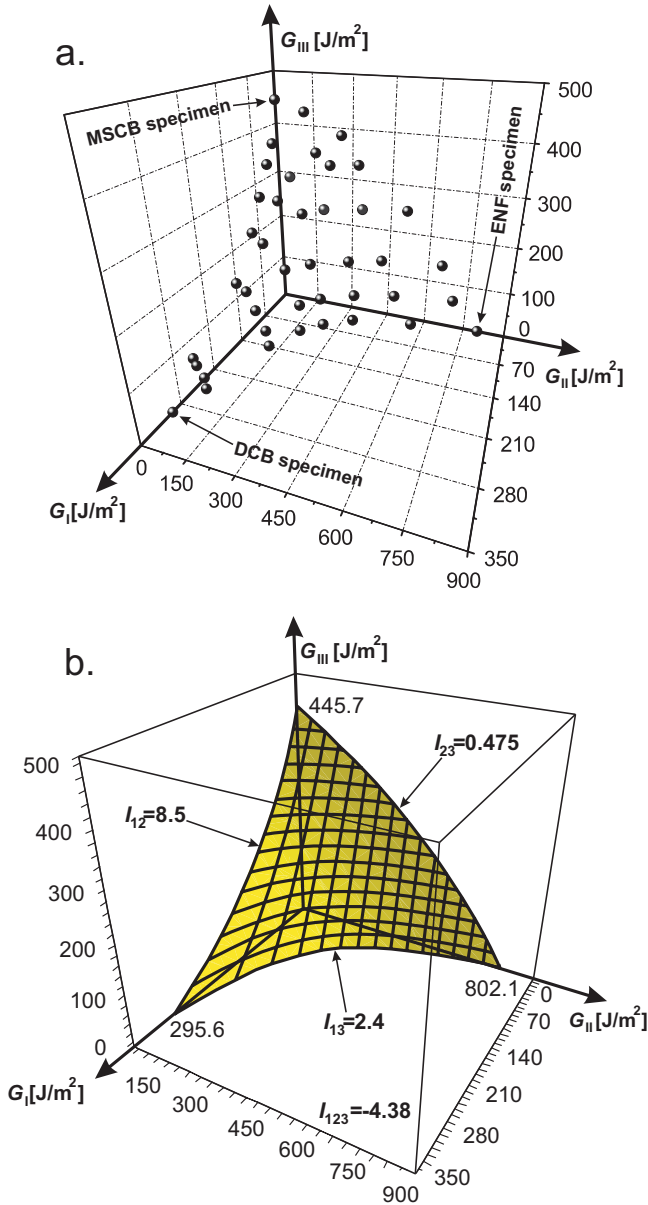 a.
G_III [J/m²]
500
MSCB specimen
400
ENF specimen
300
200
100
0
G_II [J/m²]
70
140
210
280
350
DCB specimen
G_I [J/m²]
0
150
300
450
600
750
900
b.
G_III [J/m²]
445.7
I_23=0.475
500
I_12=8.5
400
300
200
100
0
802.1
0
G_II [J/m²]
70
140
210
280
350
295.6
I_13=2.4
G_I [J/m²]
150
300
450
600
750
900
I_123=-4.38